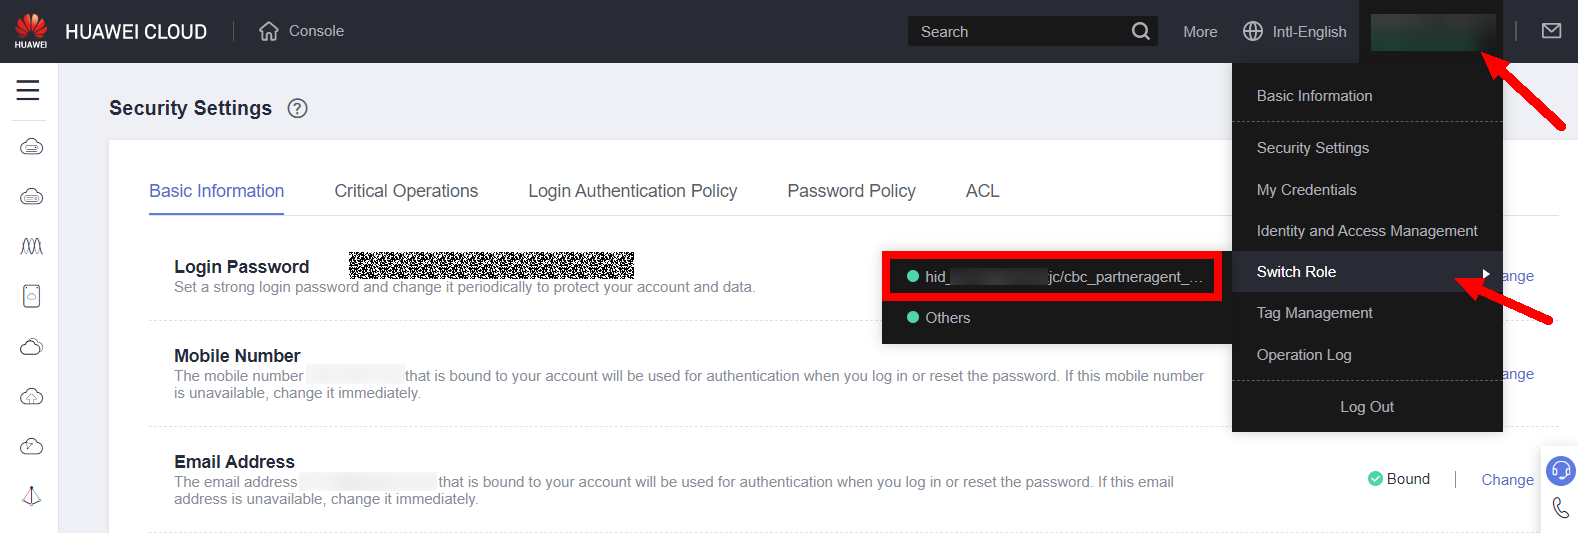 HUAWEI
HUAWEI CLOUD
Console
Search
More
Intl-English
Security Settings ?
Basic Information
Critical Operations
Login Authentication Policy
Password Policy
ACL
Login Password
Set a strong login password and change it periodically to protect your account and data.
ange
Mobile Number
The mobile number that is bound to your account will be used for authentication when you log in or reset the password. If this mobile number
is unavailable, change it immediately.
ange
Email Address
The email address that is bound to your account will be used for authentication when you log in or reset the password. If this email
address is unavailable, change it immediately.
Bound
Change
Basic Information
Security Settings
My Credentials
Identity and Access Management
Switch Role
Tag Management
Operation Log
Log Out
hid_ jc/cbc_partneragent_...
Others